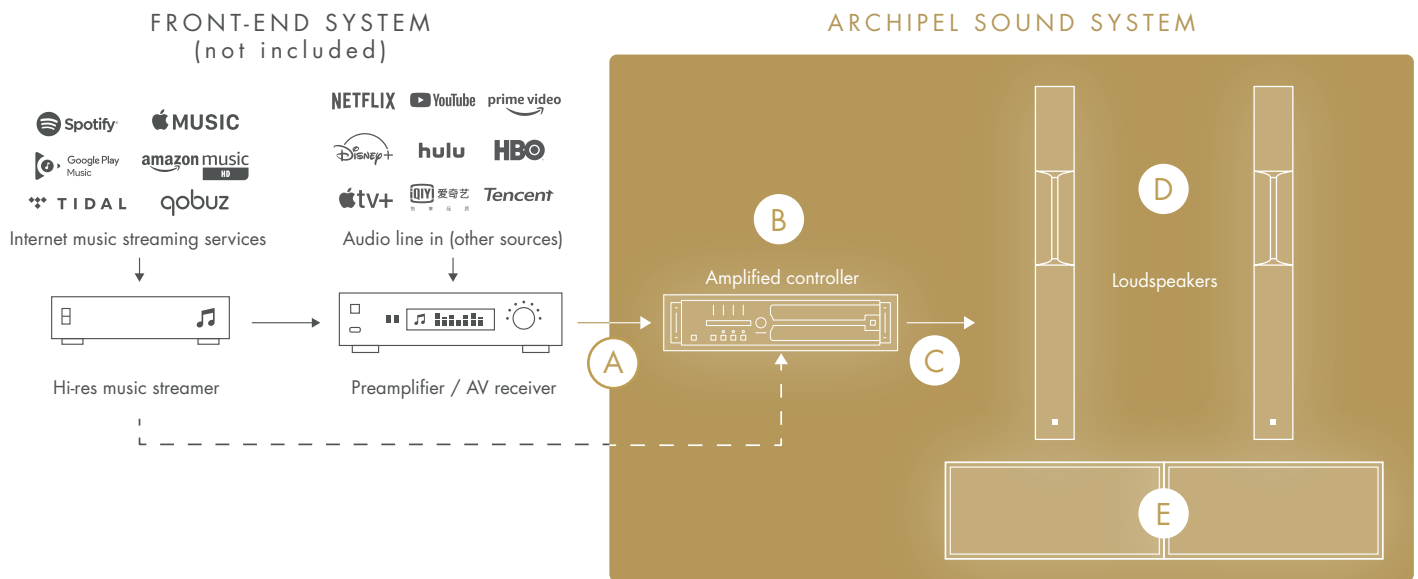 FRONT-END SYSTEM
(not included)
ARCHIPEL SOUND SYSTEM
Spotify
MUSIC
Google Play
Music
amazon music
HD
TIDAL
qobuz
Internet music streaming services
NETFLIX
YouTube
prime video
Disney+
hulu
HBO
tv+
iQIYI 爱奇艺
Tencent
Audio line in (other sources)
Hi-res music streamer
Preamplifier / AV receiver
A
B
Amplified controller
C
D
Loudspeakers
E